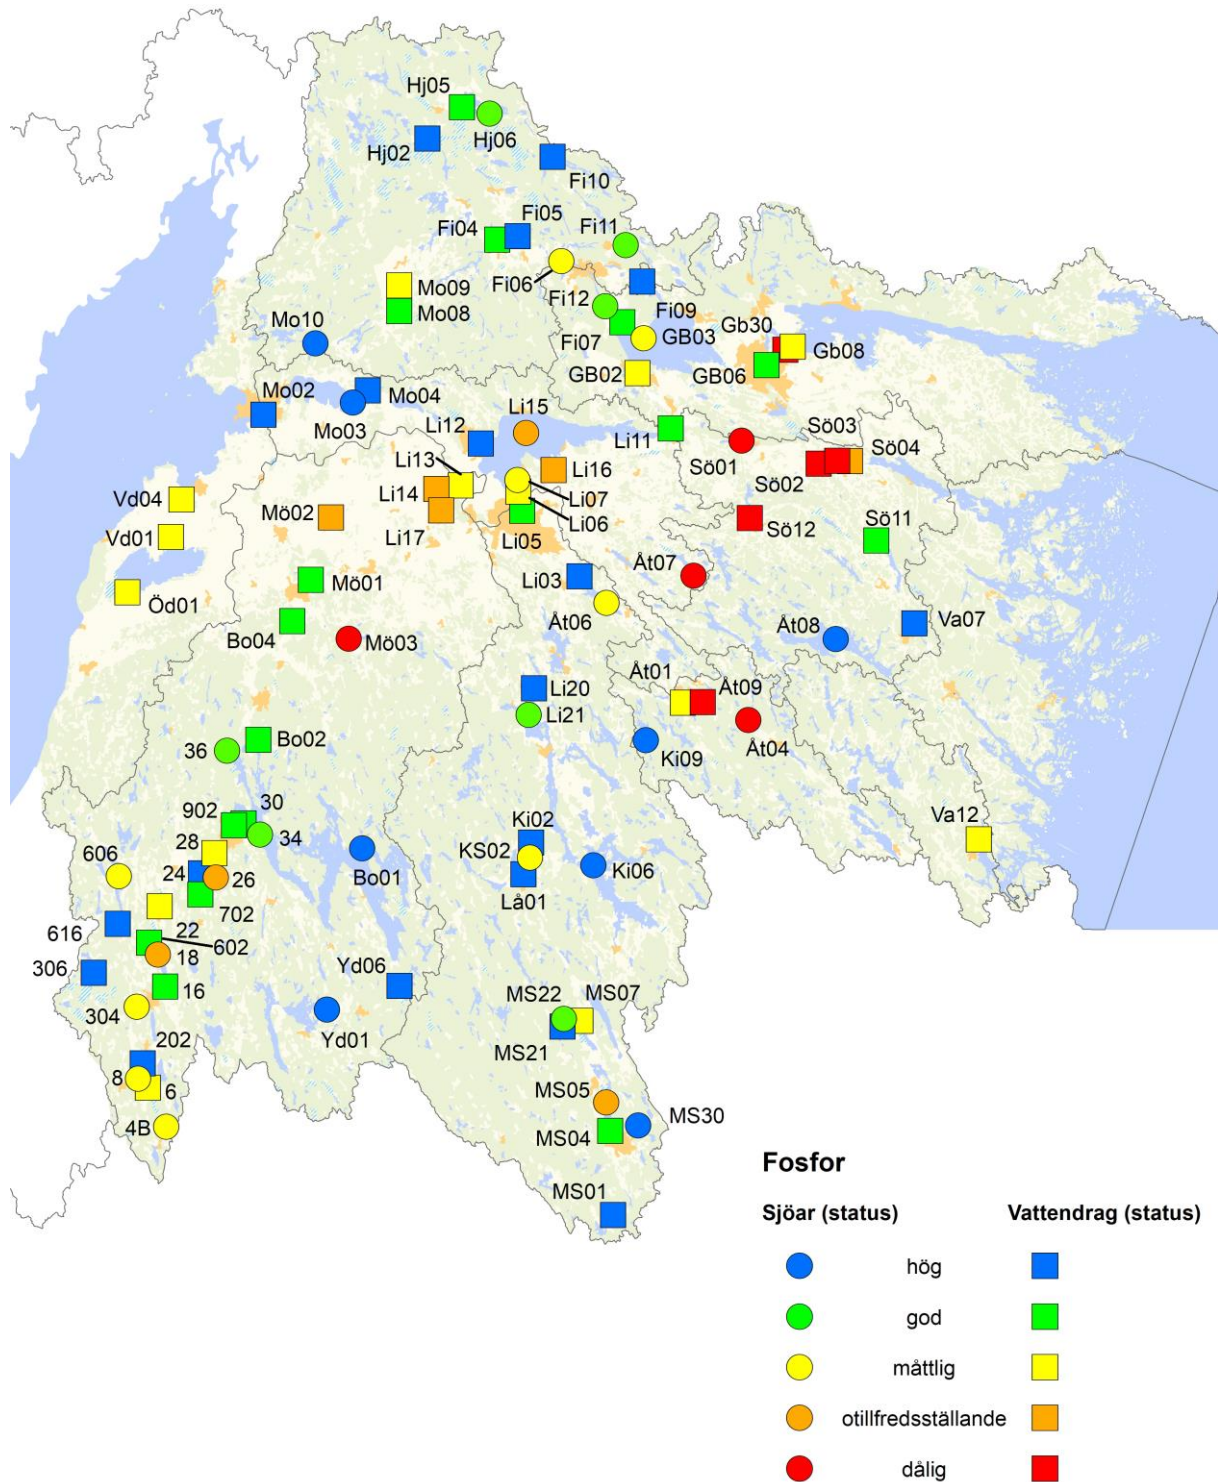 Hj05
Hj06
Hj02
Fi10
Fi05
Fi04
Fi11
Fi06
Mo09
Mo08
Fi12
Fi09
Fi07
GB03
Gb30
Gb08
Mo10
GB02
GB06
Mo02
Mo04
Mo03
Li15
Li12
Li11
Sö03
Sö04
Li13
Sö01
Sö02
Li16
Li14
Li07
Li06
Vd04
Mö02
Li17
Li05
Sö12
Sö11
Vd01
Li03
Åt07
Mö01
Öd01
Åt06
Bo04
Mö03
Åt08
Va07
Åt01
Åt09
Li20
Li21
Åt04
Bo02
36
Ki09
902
30
34
Ki02
Va12
28
606
KS02
24
26
Bo01
Ki06
Lå01
702
616
22
602
18
306
16
Yd06
304
Yd01
MS22
MS07
MS21
202
8
6
4B
MS05
MS04
MS30
MS01
Fosfor
Sjöar (status) Vattendrag (status)
hög
god
måttlig
otillfredsställande
dålig